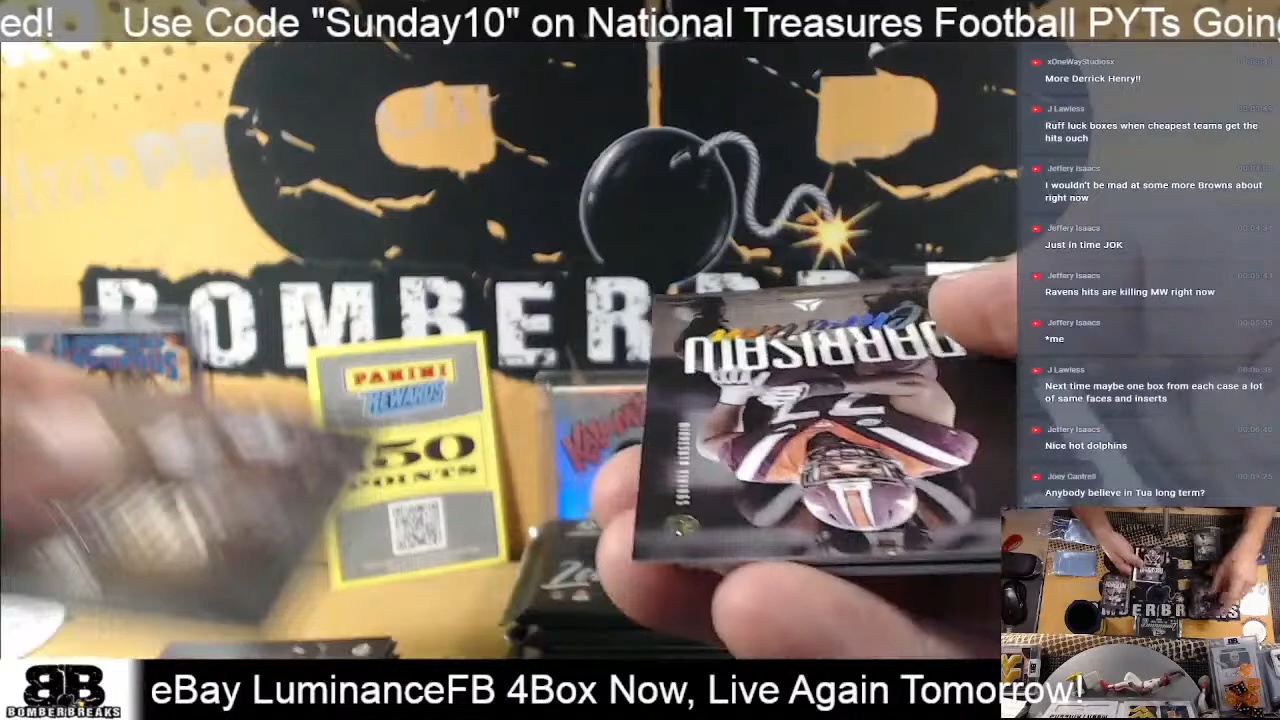 ed! Use Code "Sunday10" on National Treasures Football PYTs Goin
xOneWayStudiosx
More Derrick Henry!!
J Lawless
Ruff luck boxes when cheapest teams get the
hits ouch
Jeffery Isaacs
I wouldn't be mad at some more Browns about
right now
Jeffery Isaacs
Just in time JOK
Jeffery Isaacs
Ravens hits are killing MW right now
Jeffery Isaacs
*me
J Lawless
Next time maybe one box from each case a lot
of same faces and inserts
Jeffery Isaacs
Nice hot dolphins
Joey Cantrell
Anybody believe in Tua long term?
BOMBERB
PANINI
REWARDS
50
POINTS
DARRISAW
BB
BOMBERBREAKS
eBay LuminanceFB 4Box Now, Live Again Tomorrow!